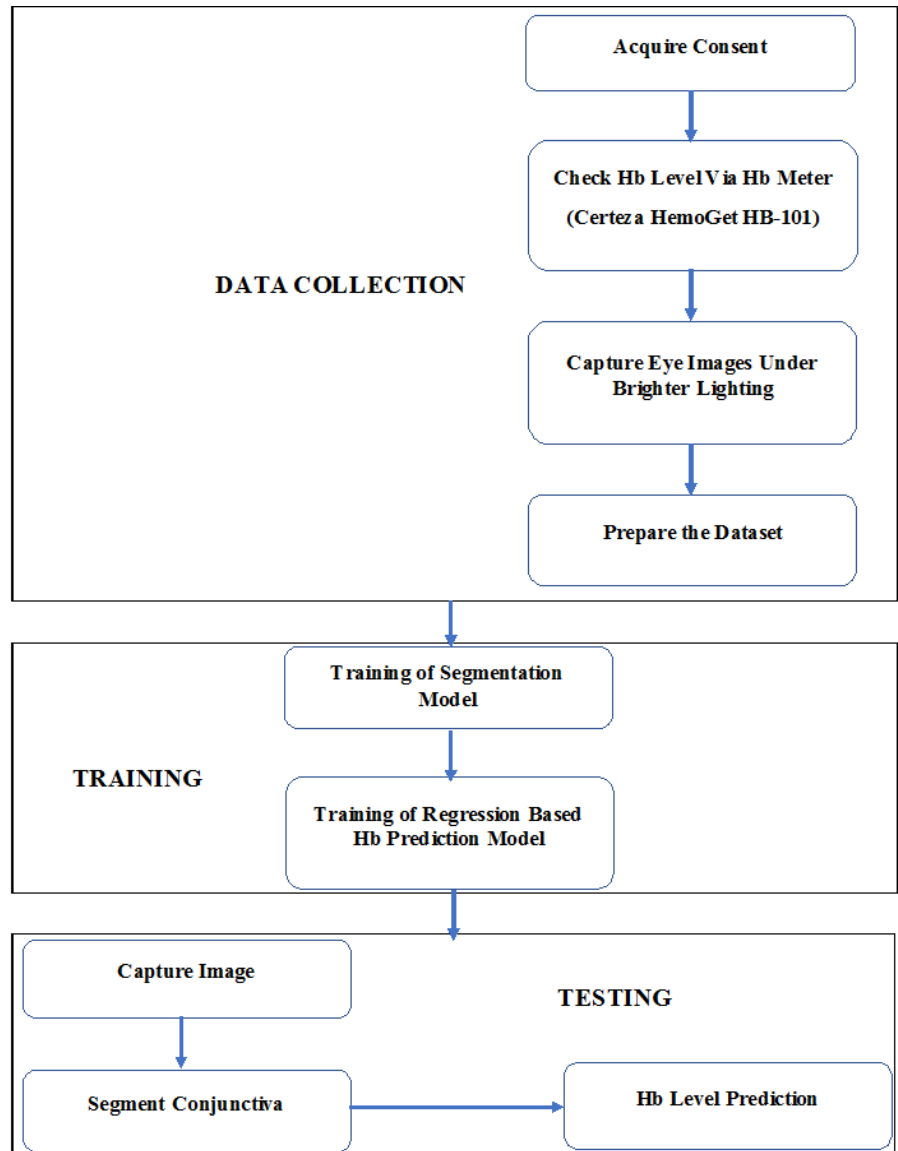 Acquire Consent
Check Hb Level Via Hb Meter
(Certeza HemoGet HB-101)
DATA COLLECTION
Capture Eye Images Under
Brighter Lighting
Prepare the Dataset
Training of Segmentation
Model
TRAINING
Training of Regression Based
Hb Prediction Model
Capture Image
TESTING
Segment Conjunctiva
Hb Level Prediction